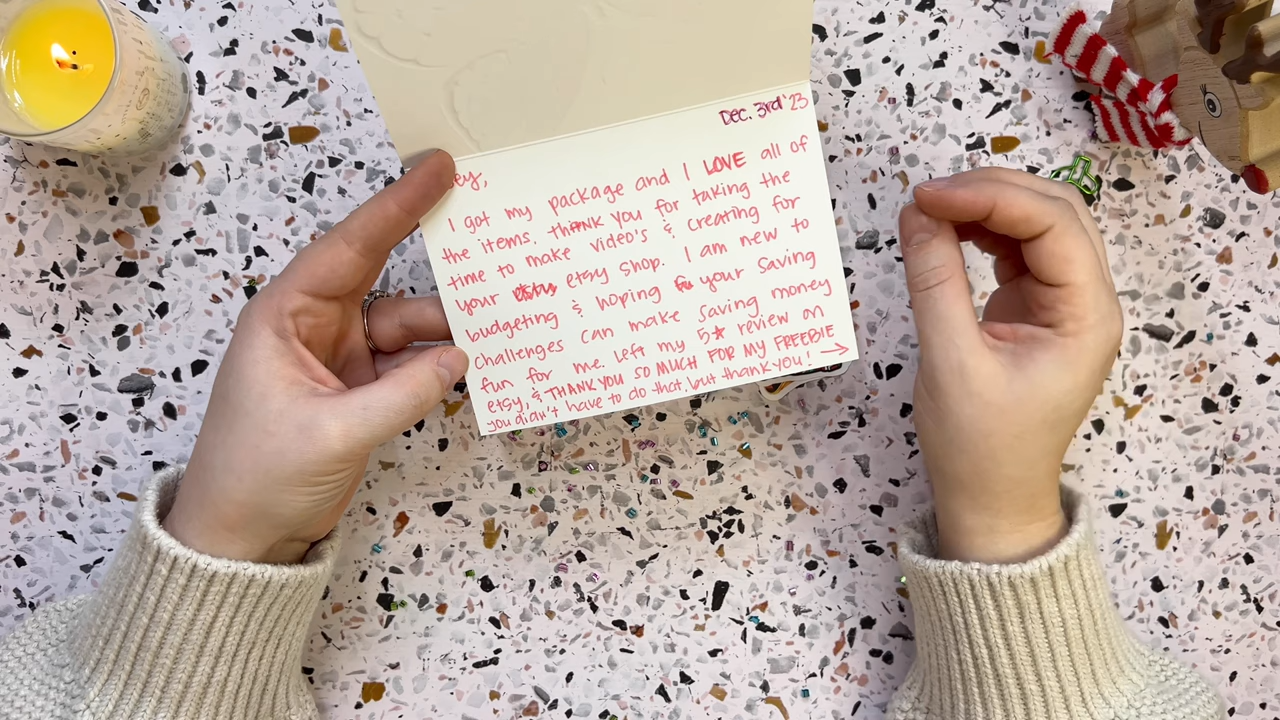 Dec. 3rd '23
ey,
I got my package and I LOVE all of
the items. thank you for taking the
time to make video's & creating for
your etsy shop. I am new to
budgeting & hoping your saving
challenges can make saving money
fun for me. Left my 5★ review on
etsy, & THANK YOU SO MUCH FOR MY FREEBIE
you didn't have to do that, but thank you! →